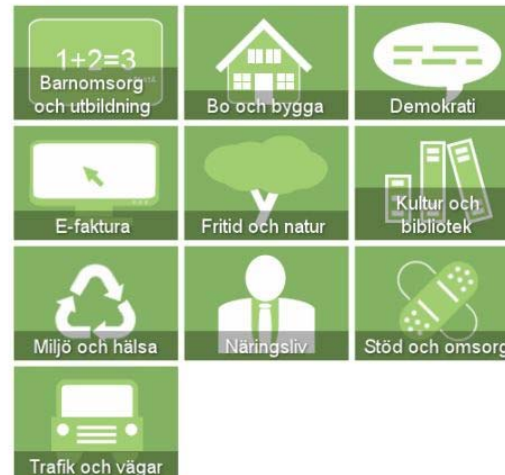 1+2=3
Barnomsorg
och utbildning
Bo och bygga
Demokrati
E-faktura
Fritid och natur
Kultur och
bibliotek
Miljö och hälsa
Näringsliv
Stöd och omsorg
Trafik och vägar